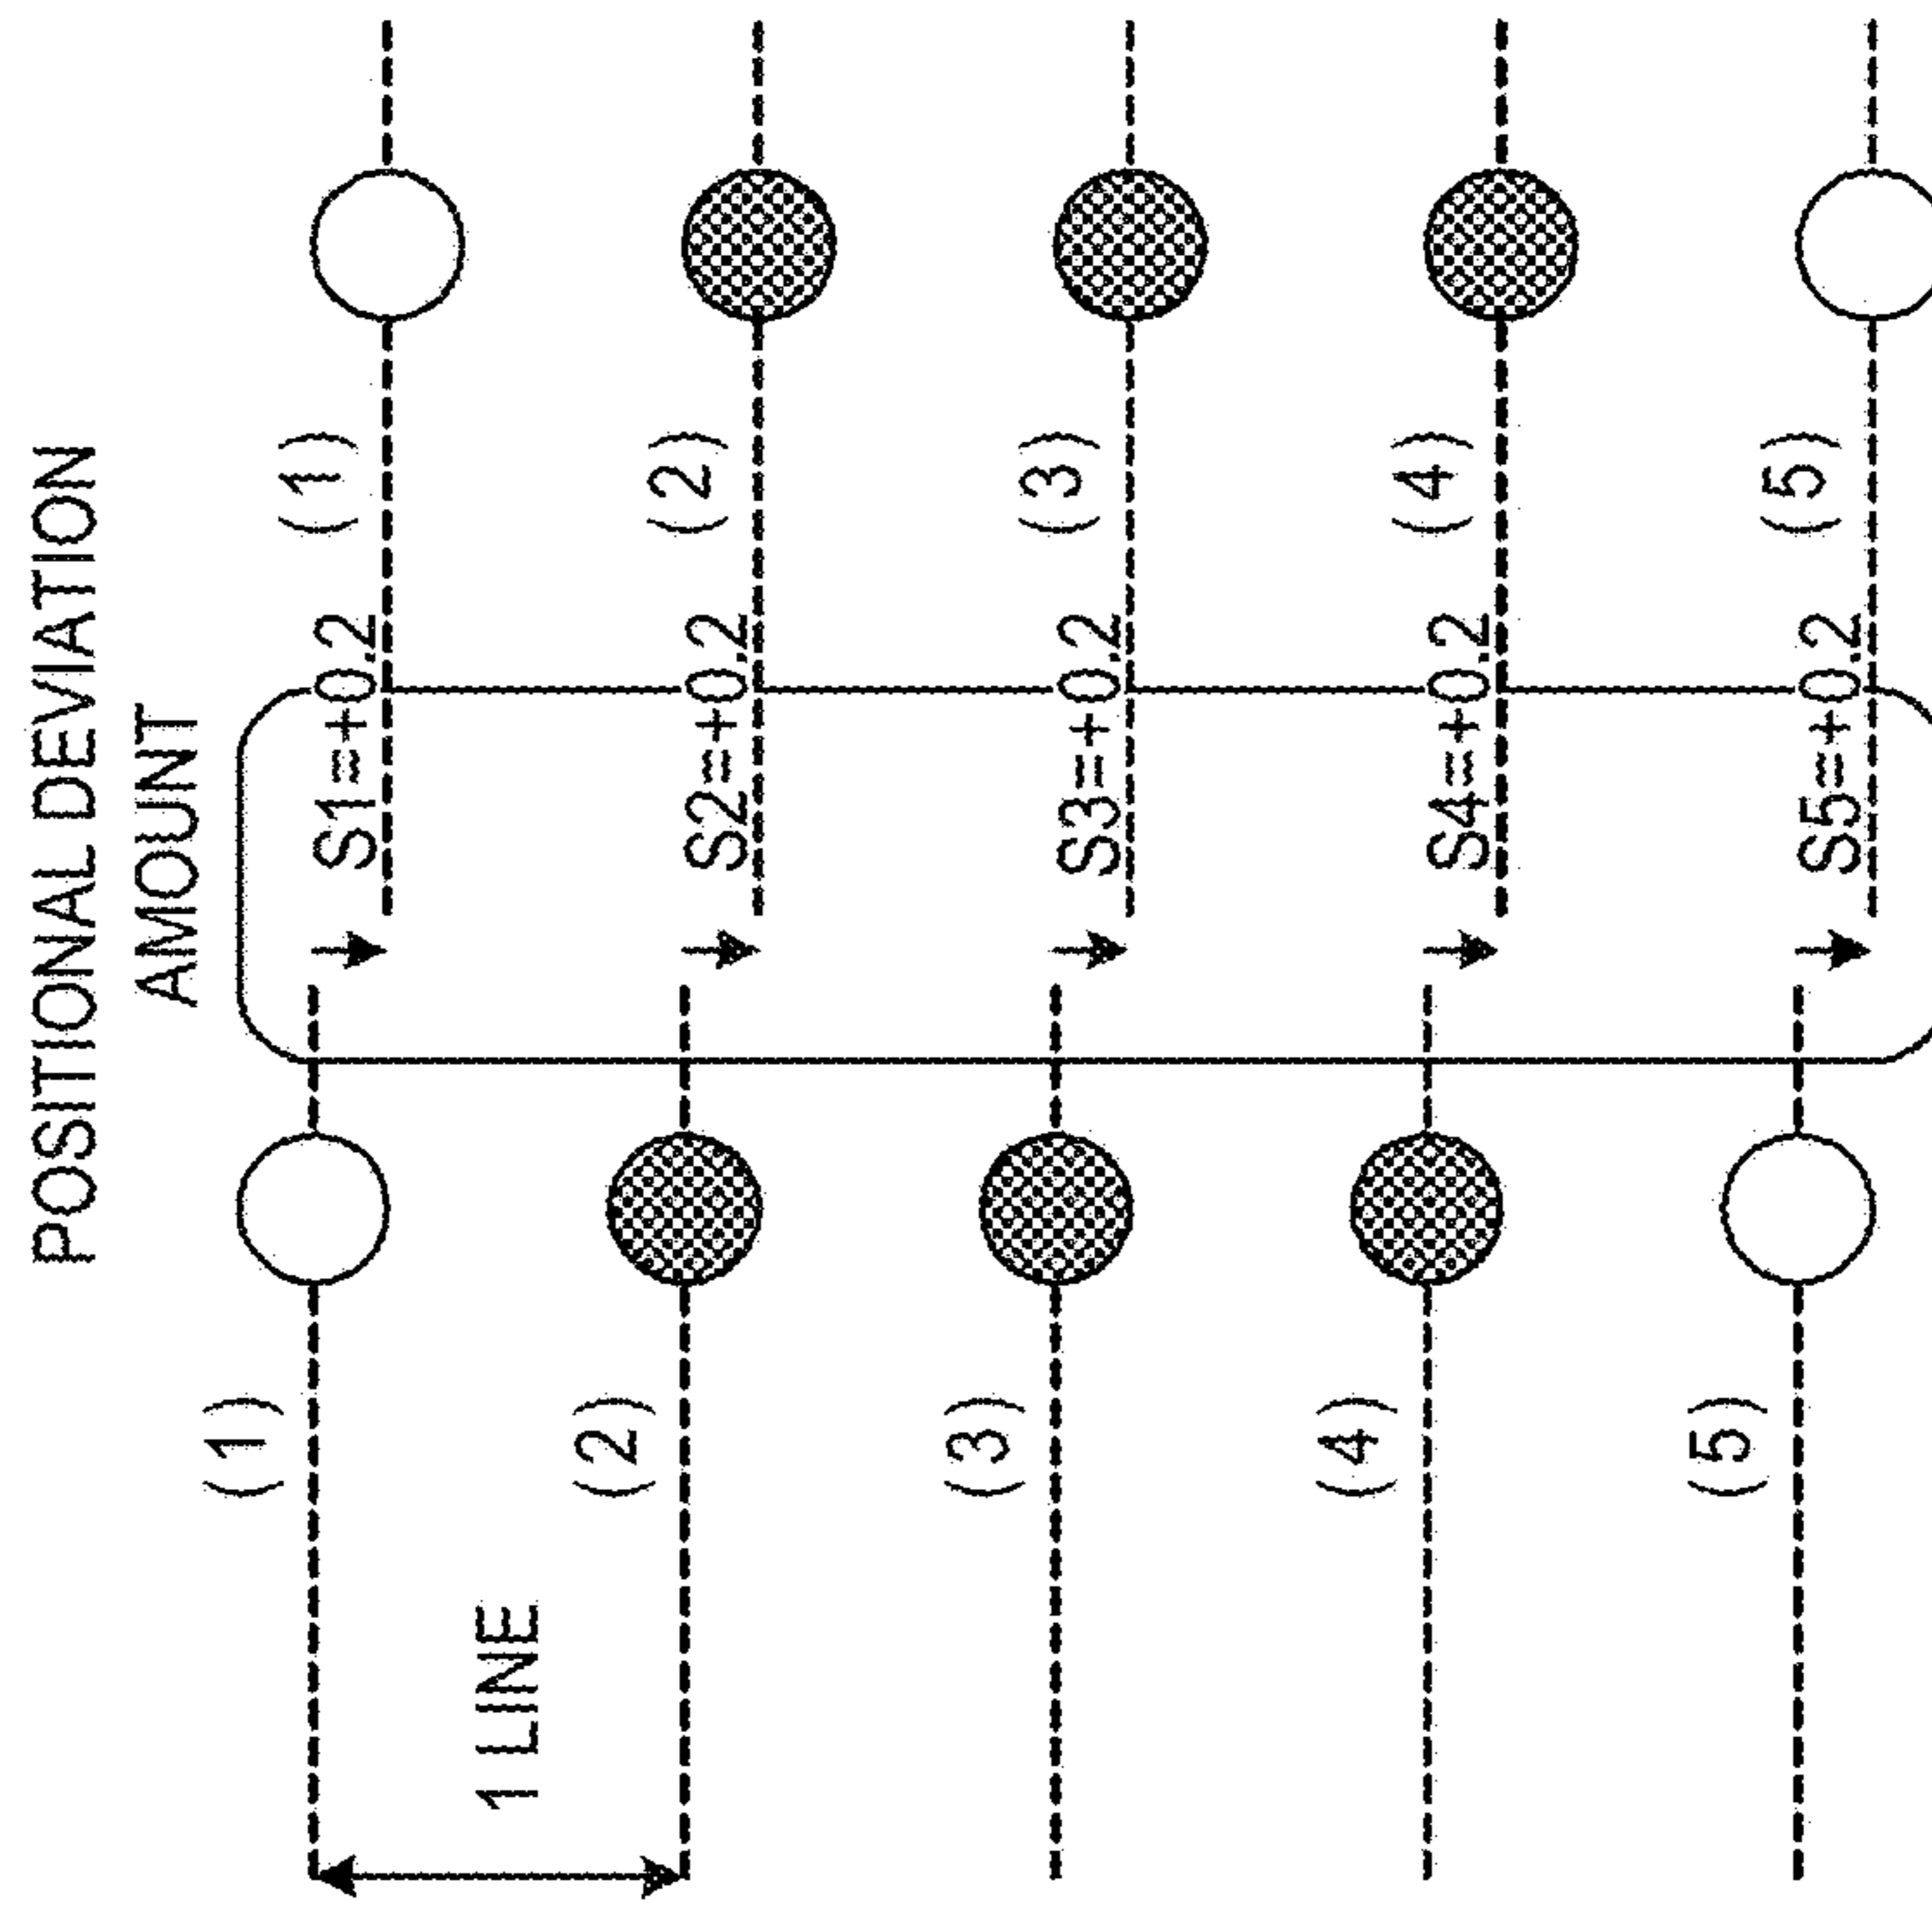 POSITIONAL DEVIATION
AMOUNT
(1)
S1=+0.2
(1)
1 LINE
(2)
S2=+0.2
(2)
(3)
S3=+0.2
(3)
(4)
S4=+0.2
(4)
(5)
S5=+0.2
(5)